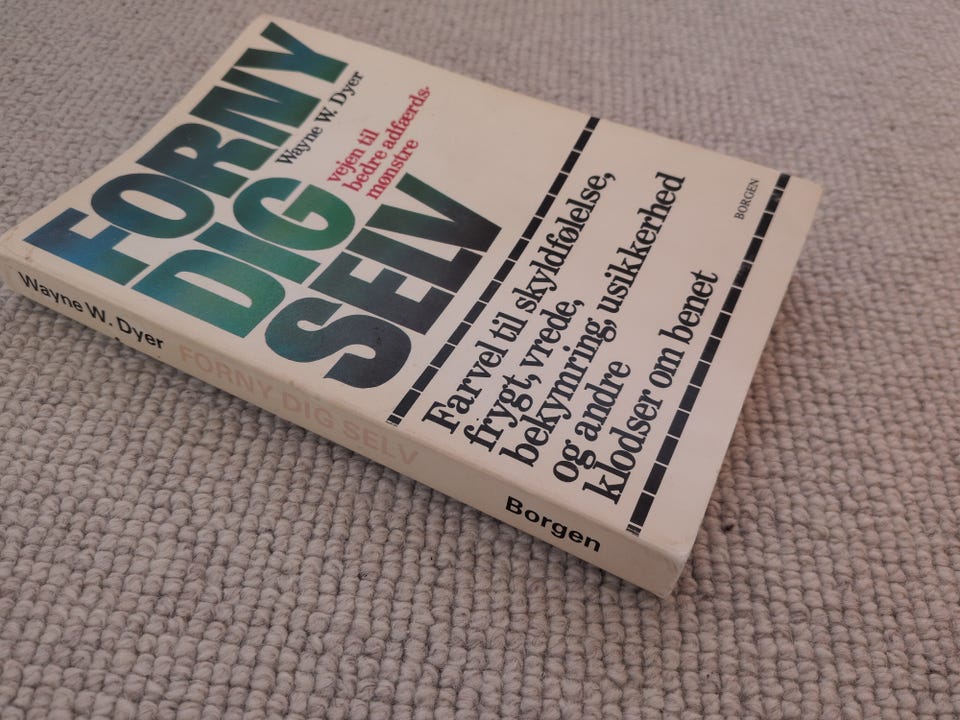 FORNY
Wayne W. Dyer
DIG
vejen til
bedre adfærds-
mønstre
SELV
Farvel til skyldfølelse,
frygt, vrede,
bekymring, usikkerhed
og andre
klodser om benet
BORGEN
Wayne W. Dyer FORNY DIG SELV Borgen